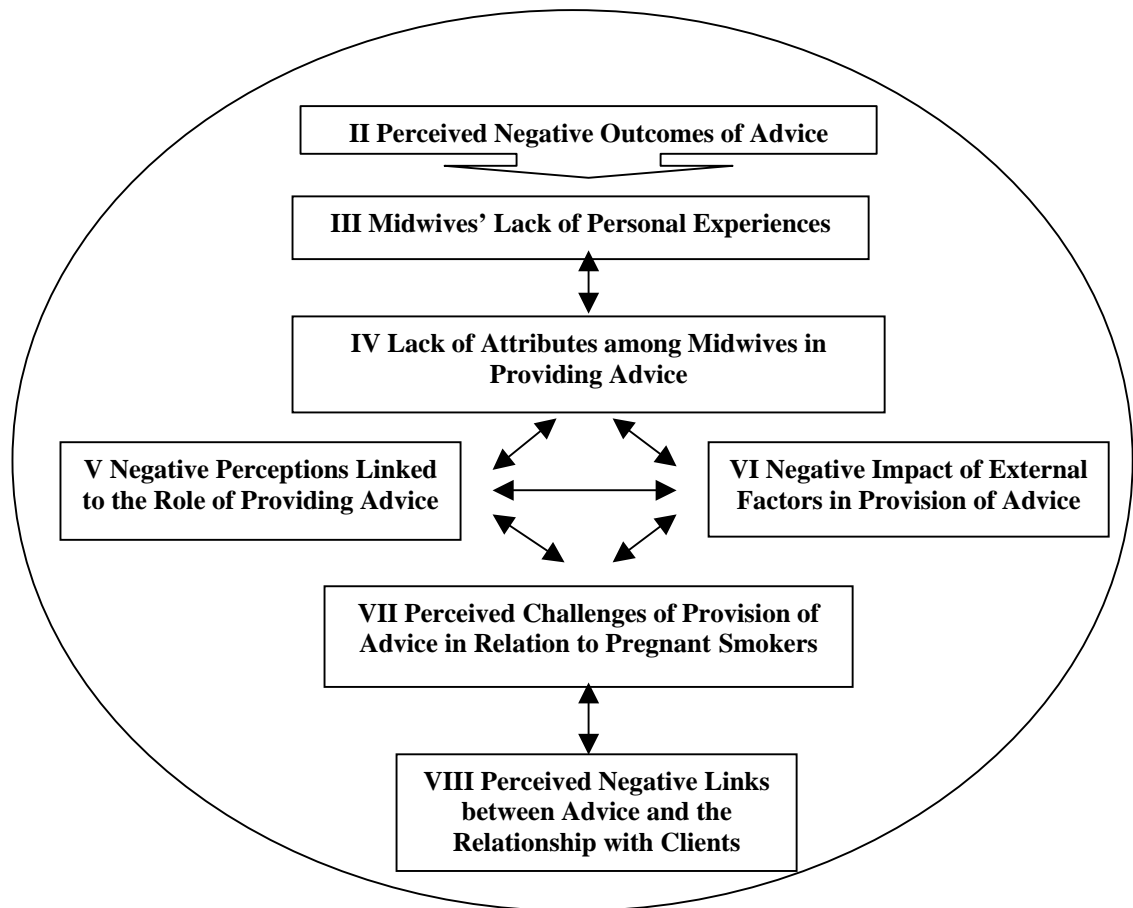 II Perceived Negative Outcomes of Advice
III Midwives’ Lack of Personal Experiences
IV Lack of Attributes among Midwives in
Providing Advice
V Negative Perceptions Linked
to the Role of Providing Advice
VI Negative Impact of External
Factors in Provision of Advice
VII Perceived Challenges of Provision of
Advice in Relation to Pregnant Smokers
VIII Perceived Negative Links
between Advice and the
Relationship with Clients